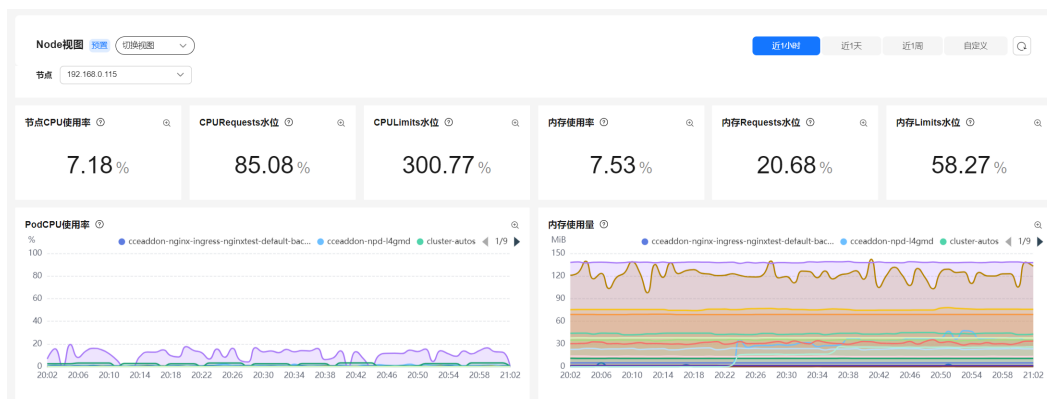 Node视图 预置 切换视图 近1小时 近1天 近1周 自定义
节点 192.168.0.115
节点CPU使用率 CPURequests水位 CPULimits水位 内存使用率 内存Requests水位 内存Limits水位
7.18% 85.08% 300.77% 7.53% 20.68% 58.27%
PodCPU使用率
% cceaddon-nginx-ingress-nginxtest-default-bac... cceaddon-npd-l4gmd cluster-autos 1/9
100
80
60
40
20
0
20:02 20:06 20:10 20:14 20:18 20:22 20:26 20:30 20:34 20:38 20:42 20:46 20:50 20:54 20:58 21:02
内存使用量
MiB cceaddon-nginx-ingress-nginxtest-default-bac... cceaddon-npd-l4gmd cluster-autos 1/9
150
120
90
60
30
0
20:02 20:06 20:10 20:14 20:18 20:22 20:26 20:30 20:34 20:38 20:42 20:46 20:50 20:54 20:58 21:02